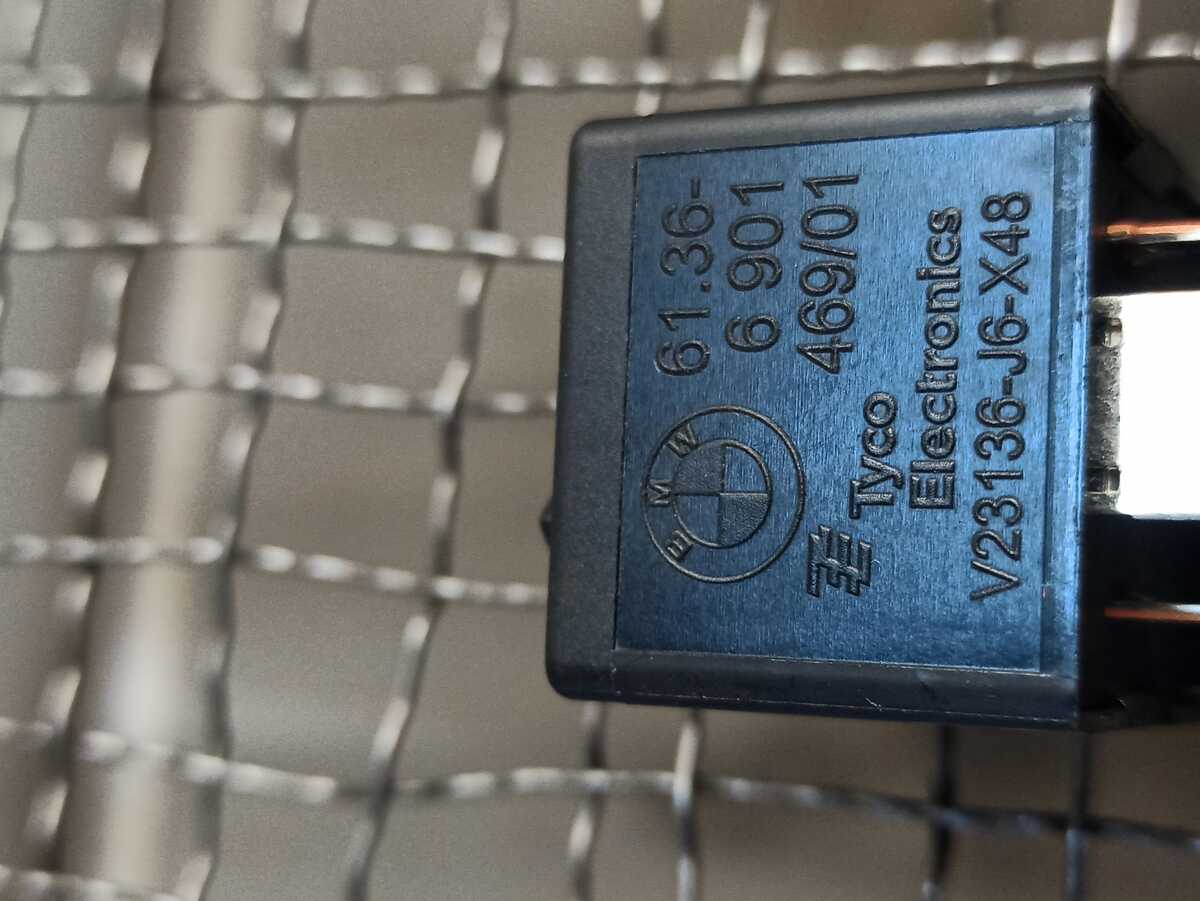 BMW
61.36-
6 901
469/01
Tyco
Electronics
V23136-J6-X48